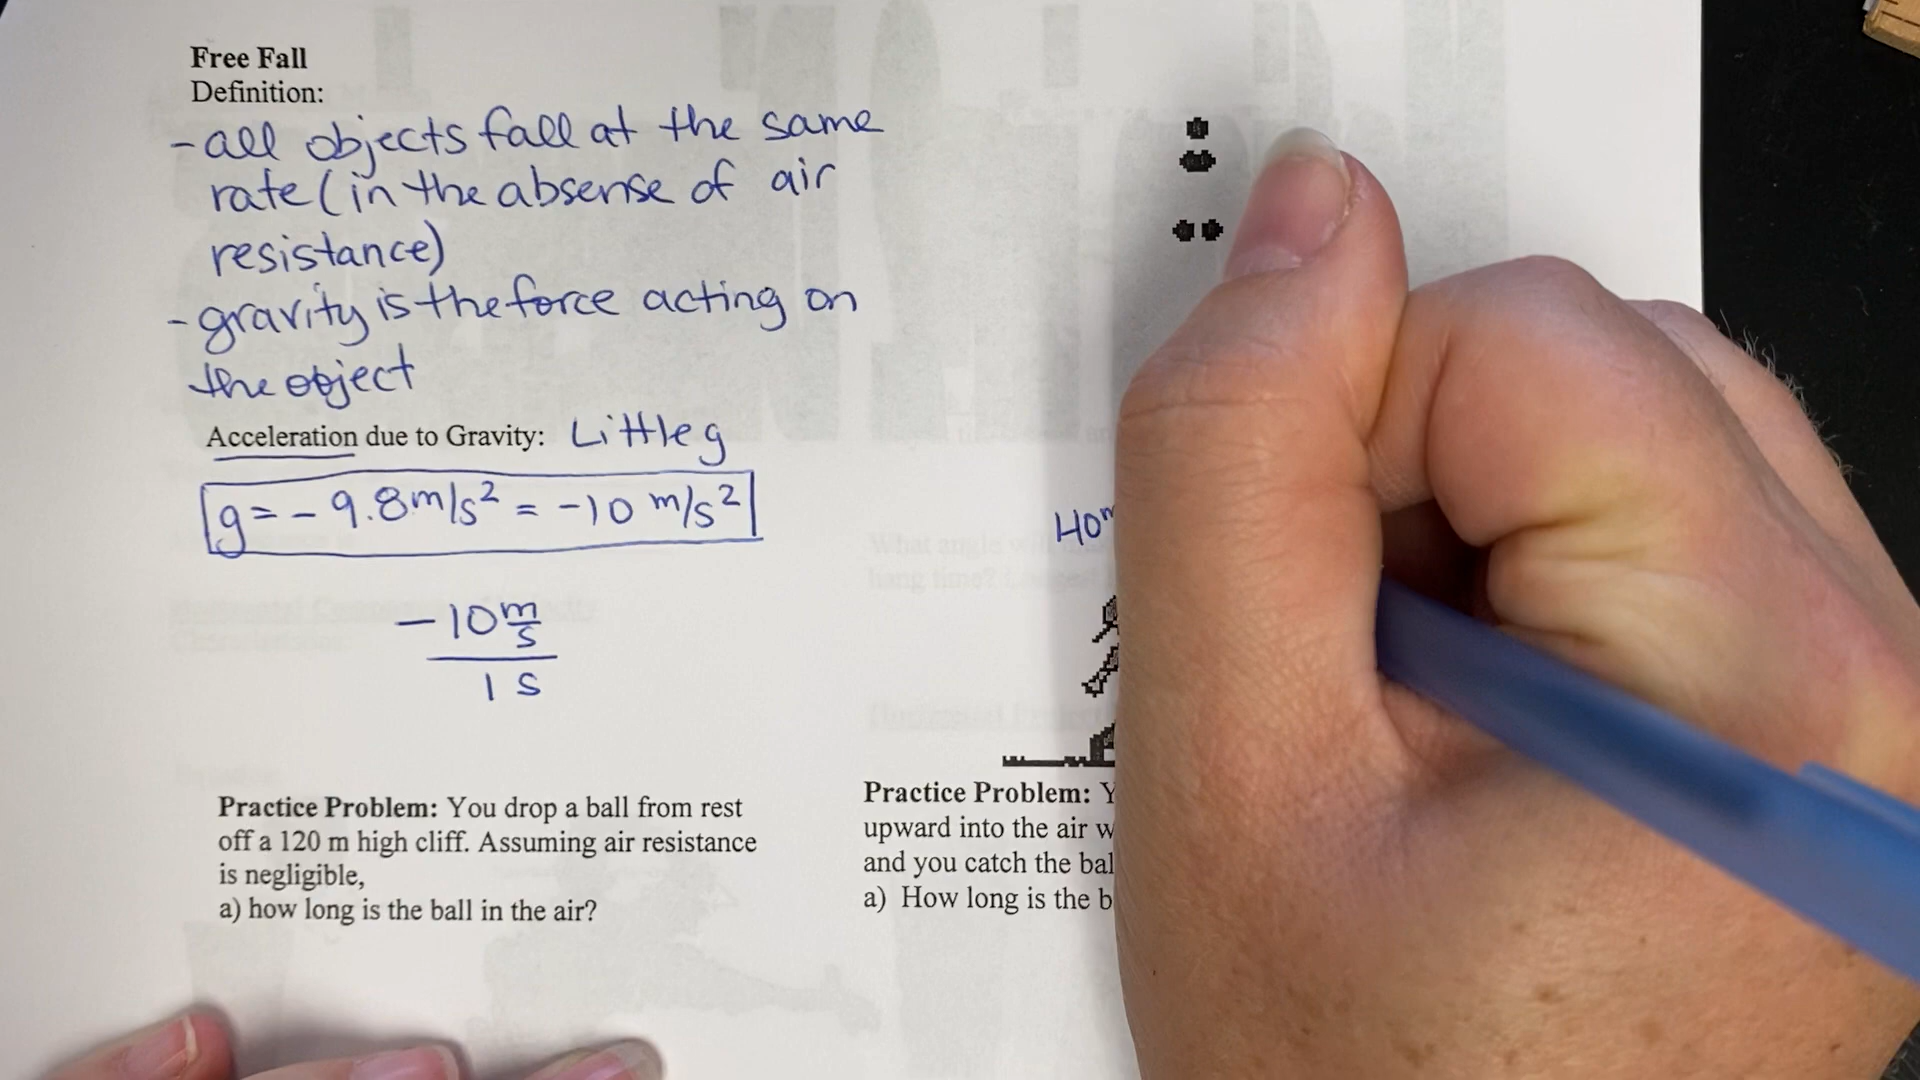 Free Fall
Definition:
- all objects fall at the same
rate (in the absense of air
resistance)
- gravity is the force acting on
the object
Acceleration due to Gravity: Little g
g = - 9.8 m/s² = -10 m/s²
- 10 m/s
1 s
Practice Problem: You drop a ball from rest
off a 120 m high cliff. Assuming air resistance
is negligible,
a) how long is the ball in the air?
40 m
Practice Problem: Y
upward into the air w
and you catch the bal
a) How long is the b